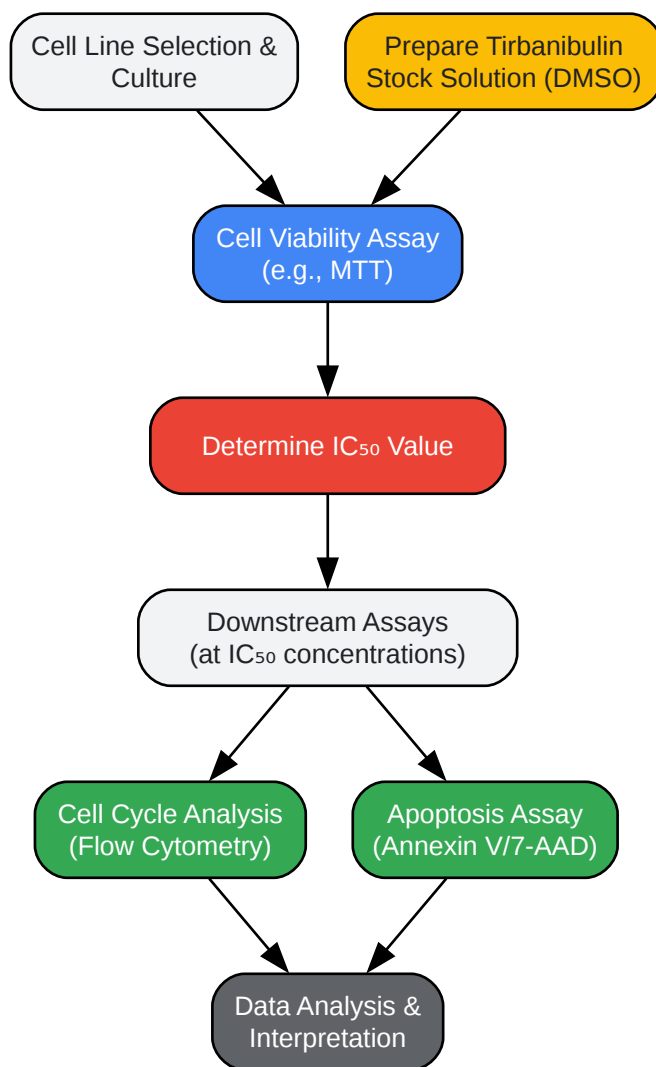 Cell Line Selection &
Culture
Prepare Tirbanibulin
Stock Solution (DMSO)
Cell Viability Assay
(e.g., MTT)
Determine IC₅₀ Value
Downstream Assays
(at IC₅₀ concentrations)
Cell Cycle Analysis
(Flow Cytometry)
Apoptosis Assay
(Annexin V/7-AAD)
Data Analysis &
Interpretation